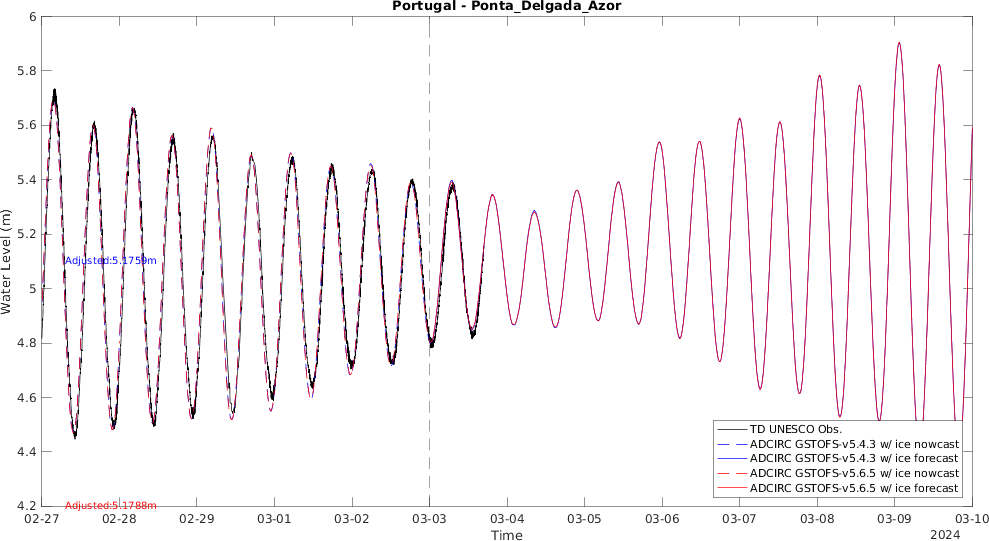 Portugal - Ponta_Delgada_Azor
6
5.8
5.6
5.4
5.2
5
4.8
4.6
4.4
4.2
Water Level (m)
Adjusted:5.1759m
Adjusted:5.1788m
TD UNESCO Obs.
ADCIRC GSTOFS-v5.4.3 w/ ice nowcast
ADCIRC GSTOFS-v5.4.3 w/ ice forecast
ADCIRC GSTOFS-v5.6.5 w/ ice nowcast
ADCIRC GSTOFS-v5.6.5 w/ ice forecast
02-27 02-28 02-29 03-01 03-02 03-03 03-04 03-05 03-06 03-07 03-08 03-09 03-10
Time
2024